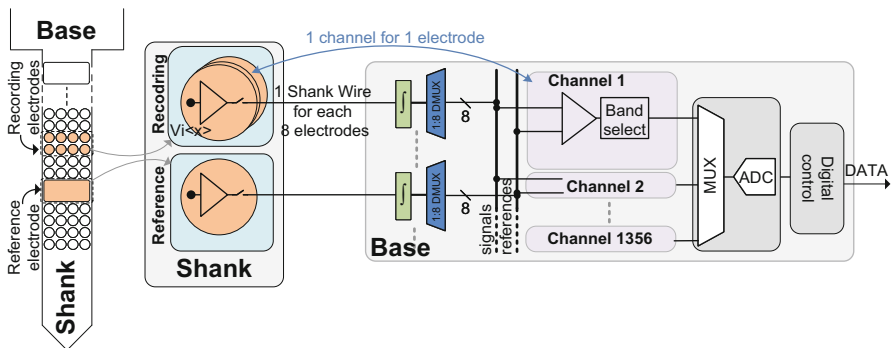 Base
Recording
electrodes
Reference
electrode
Shank
Recodring
Vi<x>
Reference
Shank
1 channel for 1 electrode
1 Shank Wire
for each
8 electrodes
∫
1:8 DMUX
8
∫
1:8 DMUX
8
Base
signals
references
Channel 1
Band
select
Channel 2
Channel 1356
MUX
ADC
Digital
control
DATA